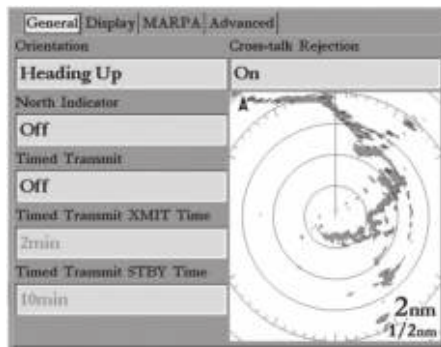 General Display MARPA Advanced
Orientation
Heading Up
North Indicator
Off
Timed Transmit
Off
Timed Transmit XMIT Time
2min
Timed Transmit STBY Time
10min
Cross-talk Rejection
On
A
2nm
1/2nm